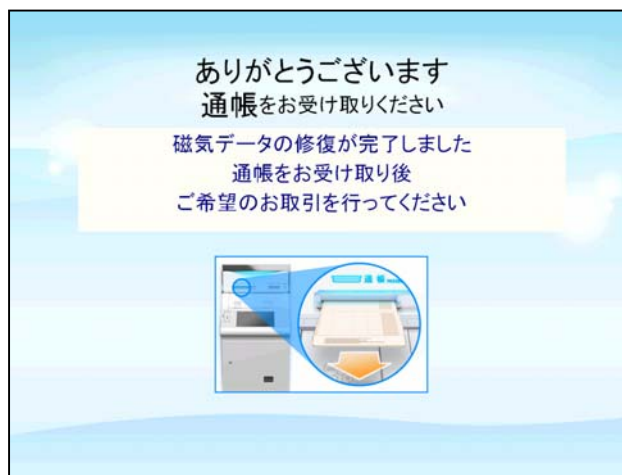 ありがとうございます
通帳をお受け取りください
磁気データの修復が完了しました
通帳をお受け取り後
ご希望のお取引を行ってください